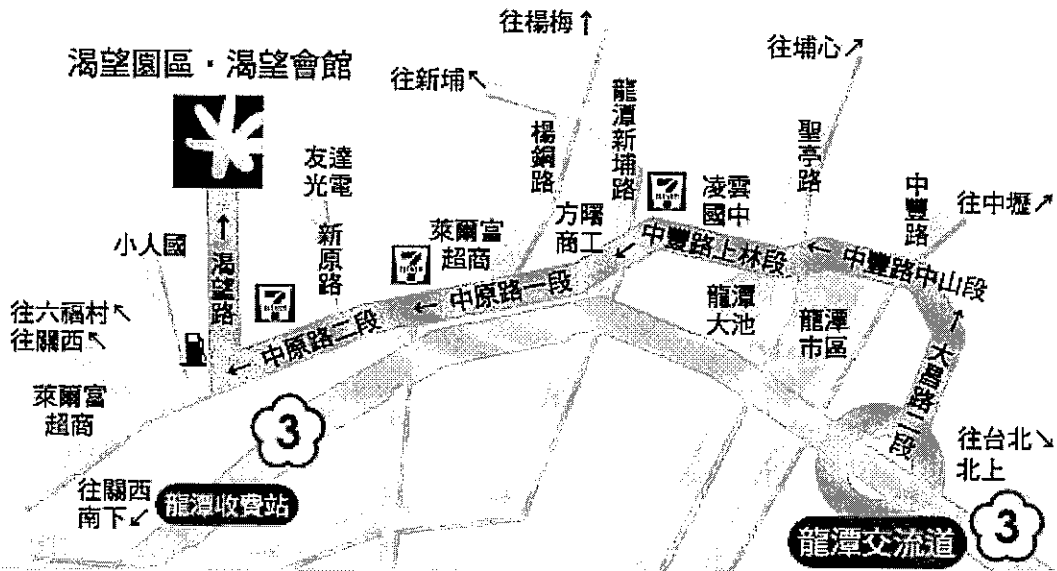 往楊梅↑
往埔心↗
渴望園區·渴望會館
往新埔↖
龍潭新埔路
楊銅路
聖亭路
友達
光電
凌雲
國中
中豐路
往中壢↗
方曙
商工
萊爾富
超商
新原路
小人國
↑渴望路
←中豐路中山段
中豐路上林段
↙
←中原路一段
←中原路二段
龍潭
大池
龍潭
市區
↑大昌路二段
往六福村↖
往關西↖
萊爾富
超商
3
往台北↘
北上
往關西
南下↙
龍潭收費站
龍潭交流道
3